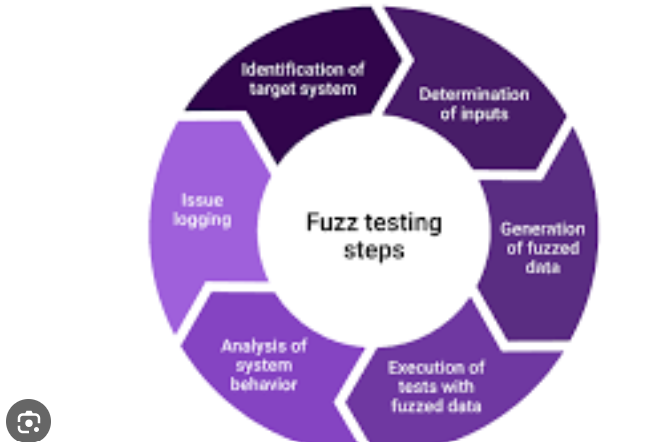 Identification of
target system
Determination
of inputs
Generation
of fuzzed
data
Execution of
tests with
fuzzed data
Analysis of
system
behavior
Issue
logging
Fuzz testing
steps